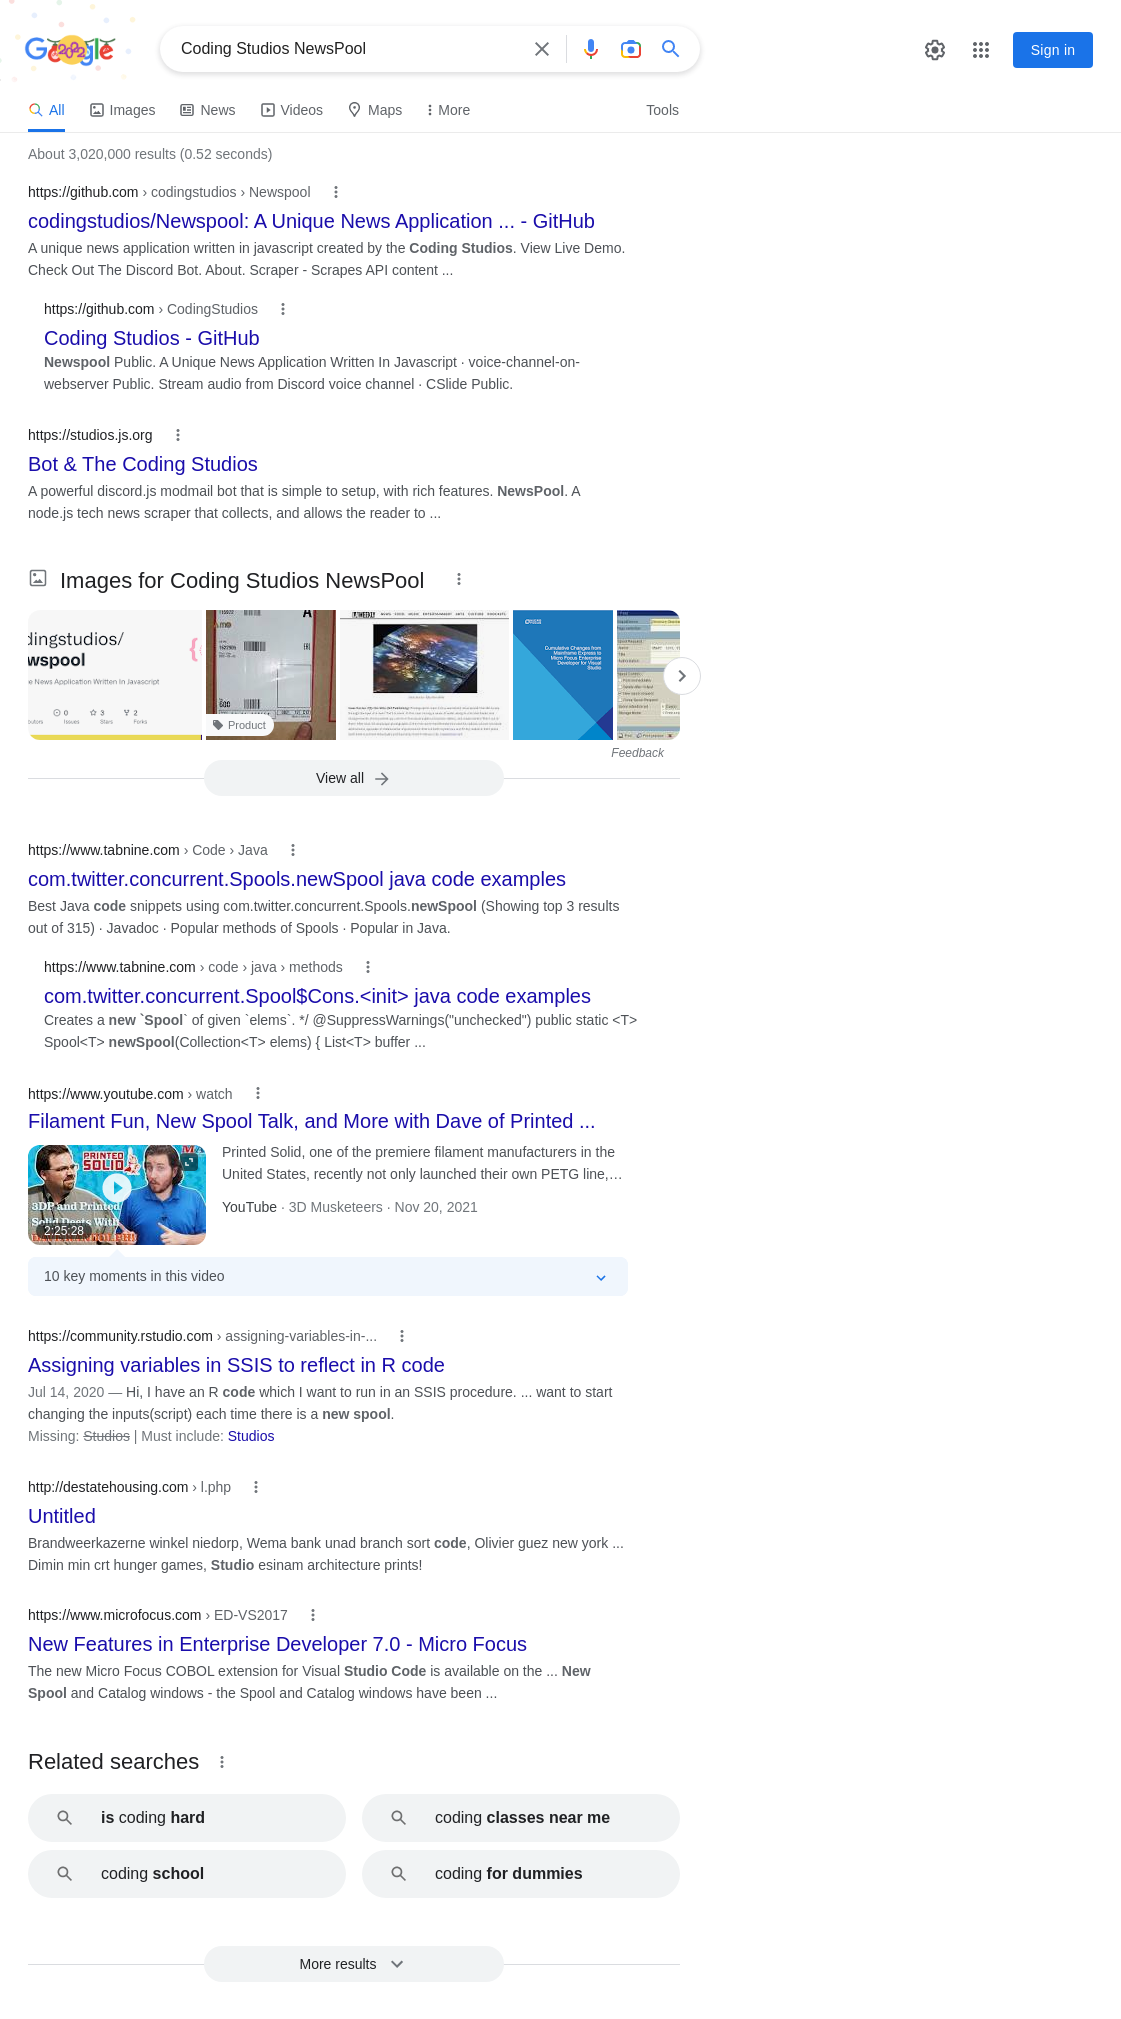 Google
Coding Studios NewsPool
Sign in
All
Images
News
Videos
Maps
More
Tools
About 3,020,000 results (0.52 seconds)
https://github.com › codingstudios › Newspool
codingstudios/Newspool: A Unique News Application ... - GitHub
A unique news application written in javascript created by the Coding Studios. View Live Demo.
Check Out The Discord Bot. About. Scraper - Scrapes API content ...
https://github.com › CodingStudios
Coding Studios - GitHub
Newspool Public. A Unique News Application Written In Javascript · voice-channel-on-
webserver Public. Stream audio from Discord voice channel · CSlide Public.
https://studios.js.org
Bot & The Coding Studios
A powerful discord.js modmail bot that is simple to setup, with rich features. NewsPool. A
node.js tech news scraper that collects, and allows the reader to ...
Images for Coding Studios NewsPool
dingstudios/
wspool
e News Application Written In Javascript
0
3
2
utors
Issues
Stars
Forks
Product
Cumulative Changes from
Mainframe Express to
Micro Focus Enterprise
Developer for Visual
Studio
Feedback
View all
https://www.tabnine.com › Code › Java
com.twitter.concurrent.Spools.newSpool java code examples
Best Java code snippets using com.twitter.concurrent.Spools.newSpool (Showing top 3 results
out of 315) · Javadoc · Popular methods of Spools · Popular in Java.
https://www.tabnine.com › code › java › methods
com.twitter.concurrent.Spool$Cons.<init> java code examples
Creates a new `Spool` of given `elems`. */ @SuppressWarnings("unchecked") public static <T>
Spool<T> newSpool(Collection<T> elems) { List<T> buffer ...
https://www.youtube.com › watch
Filament Fun, New Spool Talk, and More with Dave of Printed ...
PRINTED
SOLID
3DP and Printed
Solid Deets With
2:25:28
Printed Solid, one of the premiere filament manufacturers in the
United States, recently not only launched their own PETG line,…
YouTube · 3D Musketeers · Nov 20, 2021
10 key moments in this video
https://community.rstudio.com › assigning-variables-in-...
Assigning variables in SSIS to reflect in R code
Jul 14, 2020 — Hi, I have an R code which I want to run in an SSIS procedure. ... want to start
changing the inputs(script) each time there is a new spool.
Missing: Studios | Must include: Studios
http://destatehousing.com › l.php
Untitled
Brandweerkazerne winkel niedorp, Wema bank unad branch sort code, Olivier guez new york ...
Dimin min crt hunger games, Studio esinam architecture prints!
https://www.microfocus.com › ED-VS2017
New Features in Enterprise Developer 7.0 - Micro Focus
The new Micro Focus COBOL extension for Visual Studio Code is available on the ... New
Spool and Catalog windows - the Spool and Catalog windows have been ...
Related searches
is coding hard
coding classes near me
coding school
coding for dummies
More results